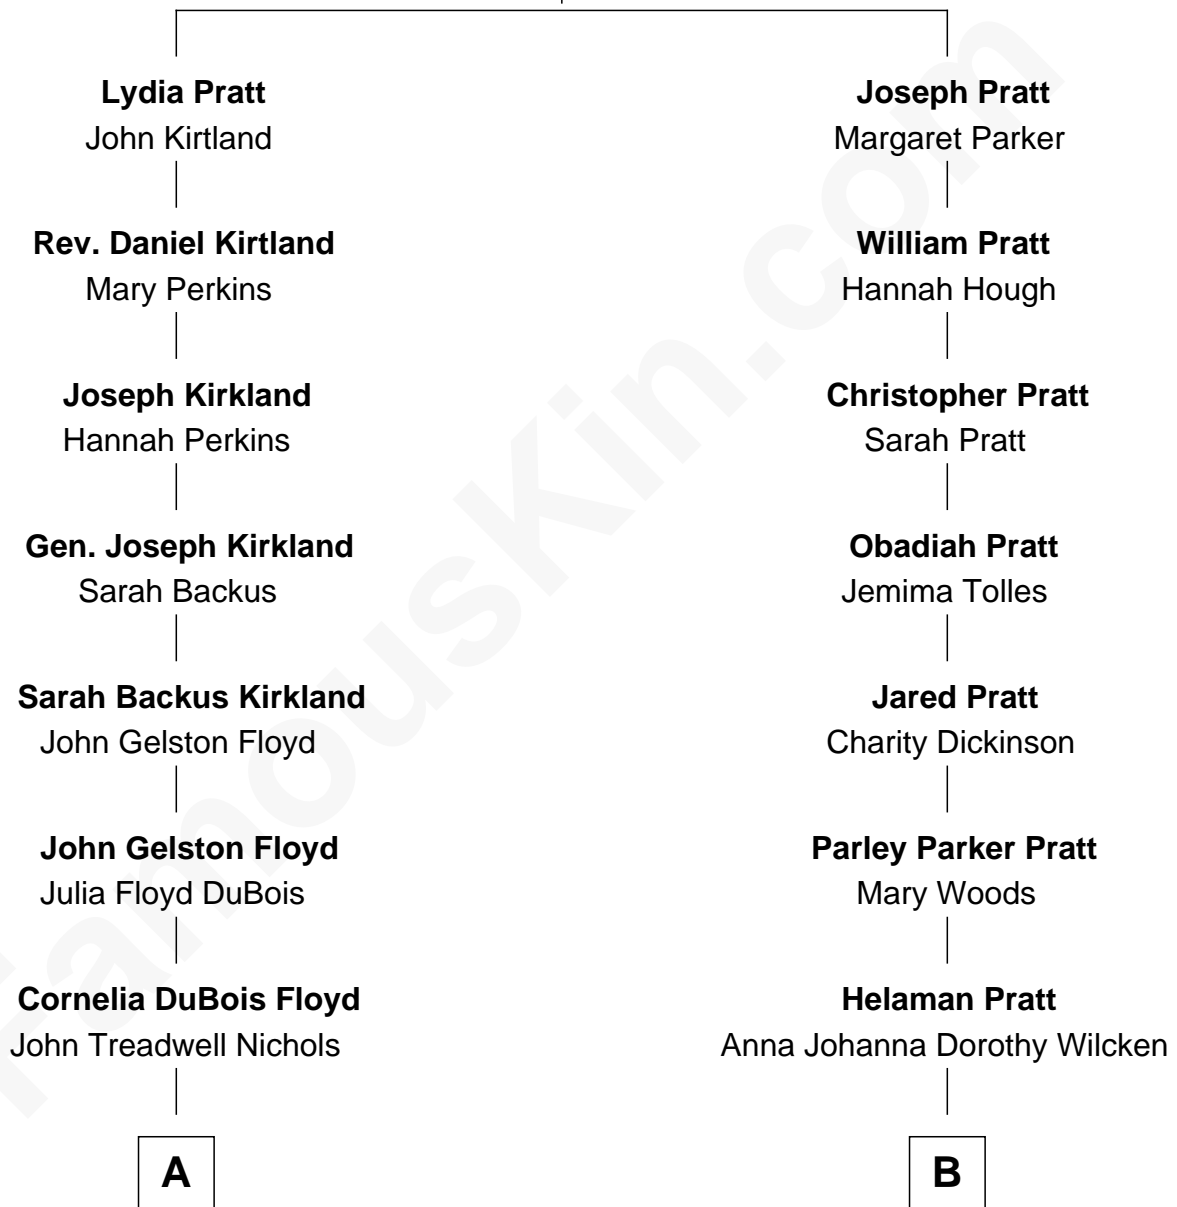 Lydia Pratt
John Kirtland
Joseph Pratt
Margaret Parker
Rev. Daniel Kirtland
Mary Perkins
William Pratt
Hannah Hough
Joseph Kirkland
Hannah Perkins
Christopher Pratt
Sarah Pratt
Gen. Joseph Kirkland
Sarah Backus
Obadiah Pratt
Jemima Tolles
Sarah Backus Kirkland
John Gelston Floyd
Jared Pratt
Charity Dickinson
John Gelston Floyd
Julia Floyd DuBois
Parley Parker Pratt
Mary Woods
Cornelia DuBois Floyd
John Treadwell Nichols
Helaman Pratt
Anna Johanna Dorothy Wilcken
A
B
FamousKin.com